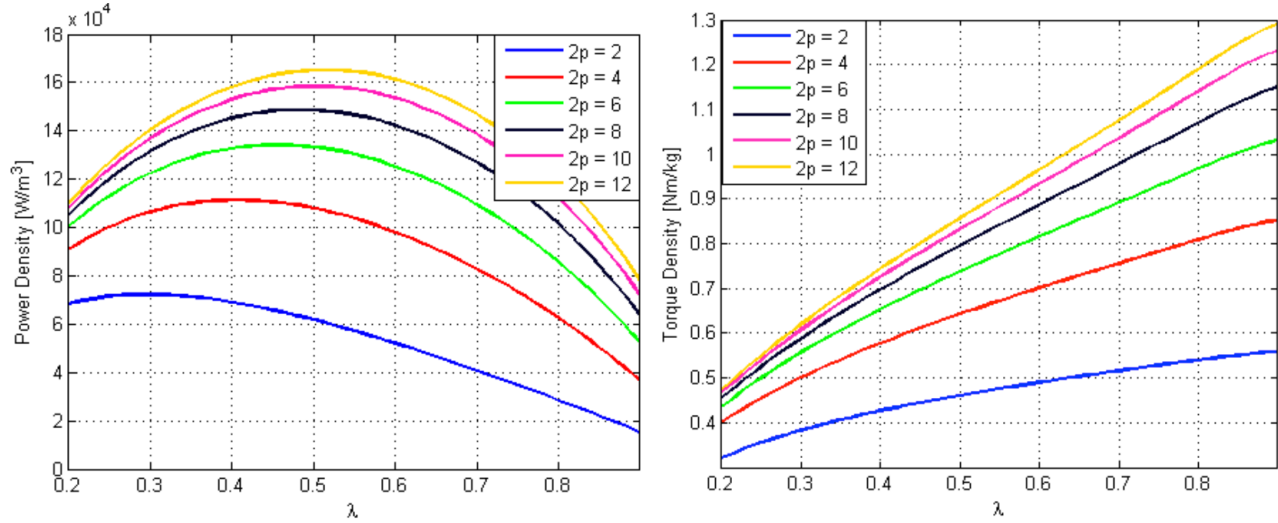 x 10⁴
18
16
14
12
10
8
6
4
2
0
Power Density [W/m³]
0.2 0.3 0.4 0.5 0.6 0.7 0.8
λ
2p = 2
2p = 4
2p = 6
2p = 8
2p = 10
2p = 12
1.3
1.2
1.1
1
0.9
0.8
0.7
0.6
0.5
0.4
Torque Density [Nm/kg]
0.2 0.3 0.4 0.5 0.6 0.7 0.8
λ
2p = 2
2p = 4
2p = 6
2p = 8
2p = 10
2p = 12